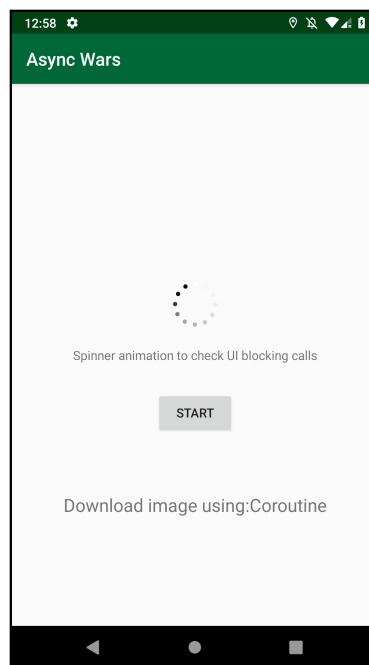 12:58
Async Wars
Spinner animation to check UI blocking calls
START
Download image using:Coroutine